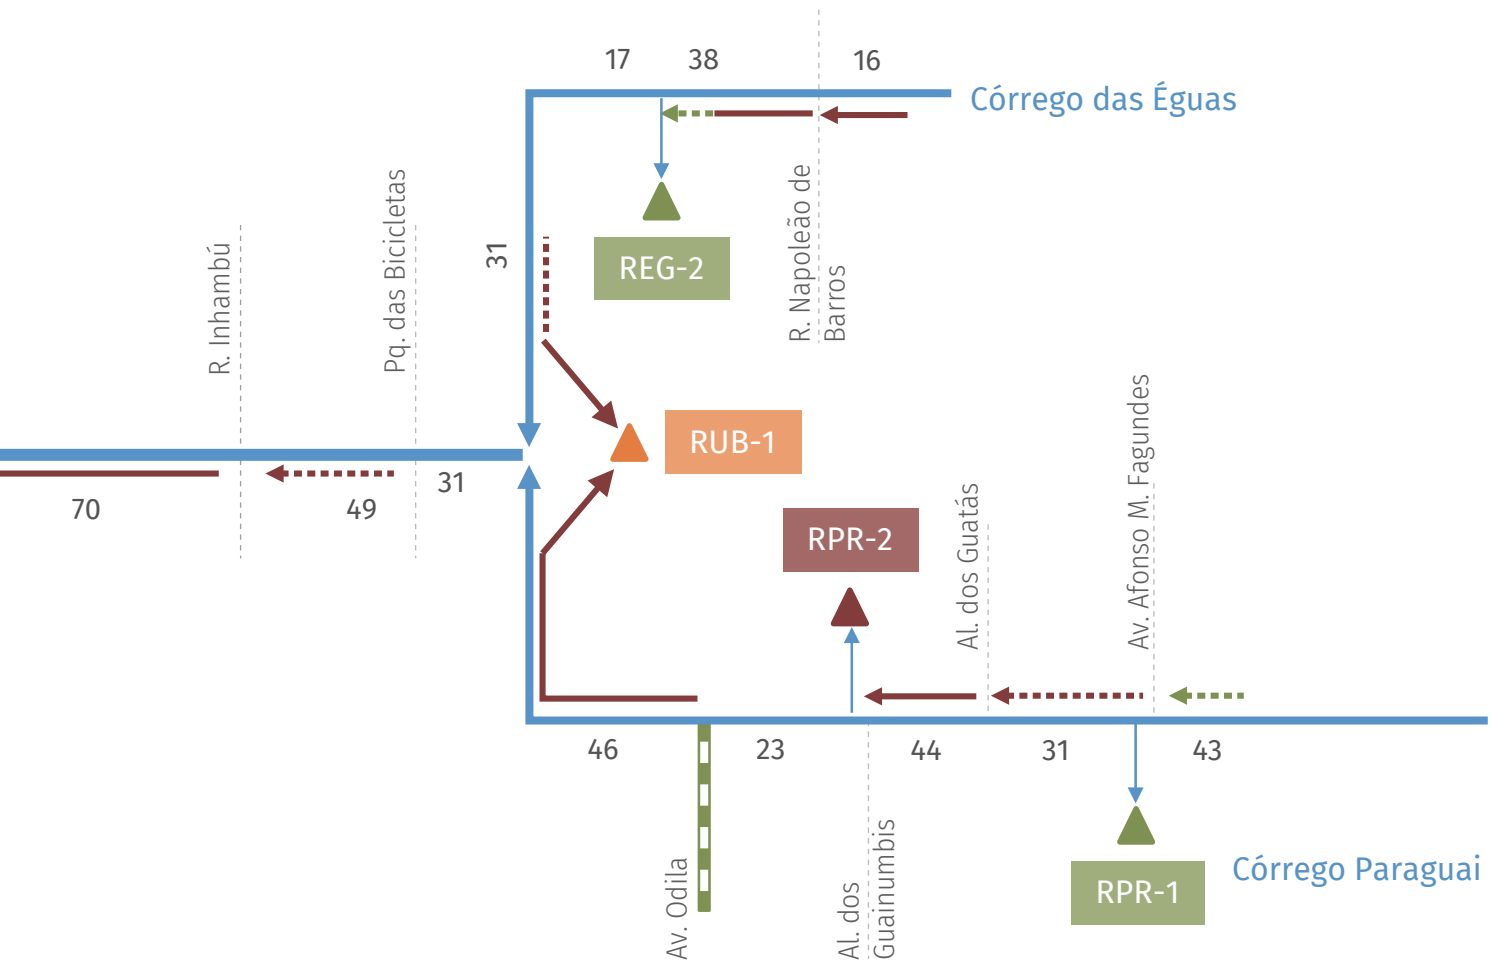 17
38
16
Córrego das Éguas
R. Napoleão de
Barros
Pq. das Bicicletas
R. Inhambú
31
REG-2
RUB-1
31
49
70
RPR-2
Al. dos Guatás
Av. Afonso M. Fagundes
46
23
44
31
43
Av. Odila
Al. dos
Guainumbis
RPR-1
Córrego Paraguai